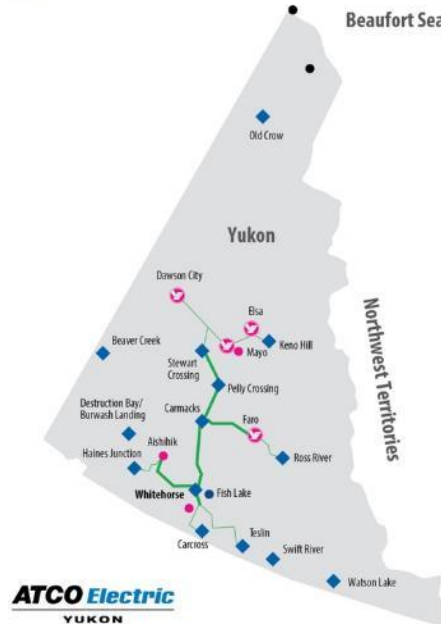 Beaufort Sea
Old Crow
Yukon
Dawson City
Elsa
Mayo
Keno Hill
Northwest Territories
Beaver Creek
Stewart
Crossing
Pelly Crossing
Destruction Bay/
Burwash Landing
Carmacks
Faro
Aishihik
Haines Junction
Ross River
Whitehorse
Fish Lake
Carcross
Teslin
Swift River
Watson Lake
ATCO Electric
YUKON